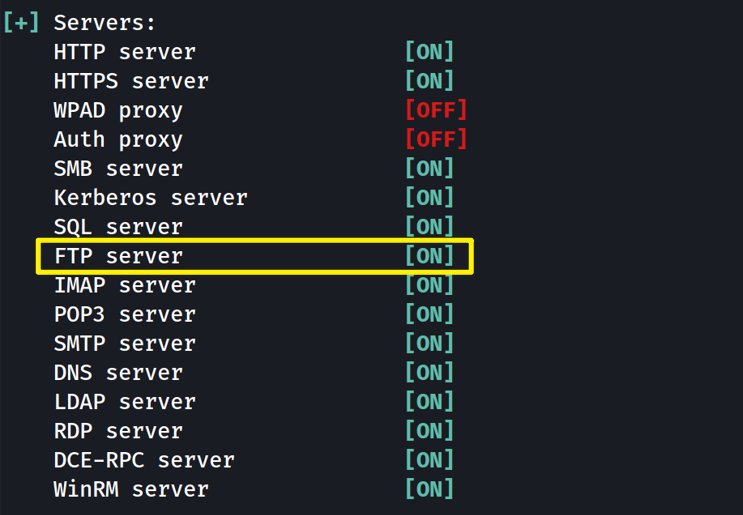 [+] Servers:
HTTP server [ON]
HTTPS server [ON]
WPAD proxy [OFF]
Auth proxy [OFF]
SMB server [ON]
Kerberos server [ON]
SQL server [ON]
FTP server [ON]
IMAP server [ON]
POP3 server [ON]
SMTP server [ON]
DNS server [ON]
LDAP server [ON]
RDP server [ON]
DCE-RPC server [ON]
WinRM server [ON]